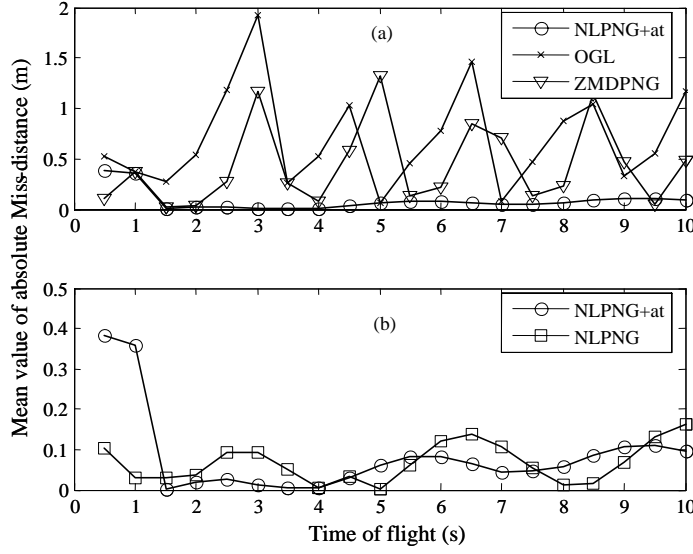 Mean value of absolute Miss-distance (m)
2
1.5
1
0.5
0
(a)
NLPNG+at
OGL
ZMDPNG
0 1 2 3 4 5 6 7 8 9 10
0.5
0.4
0.3
0.2
0.1
0
(b)
NLPNG+at
NLPNG
0 1 2 3 4 5 6 7 8 9 10
Time of flight (s)